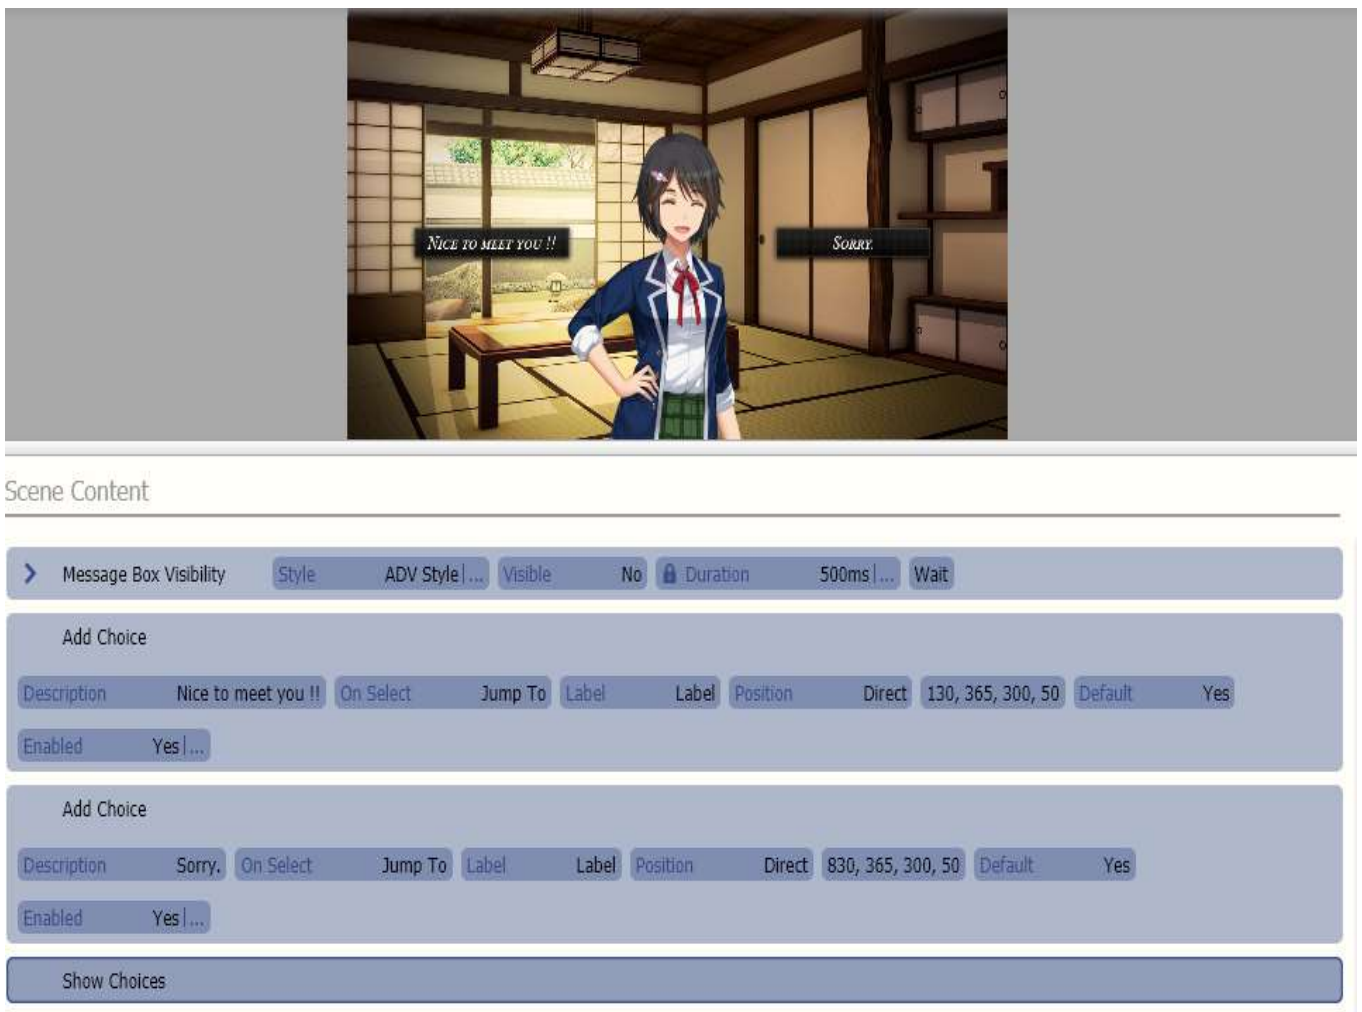 NICE TO MEET YOU !!
SORRY.
Scene Content
Message Box Visibility Style ADV Style|... Visible No Duration 500ms|... Wait
Add Choice
Description Nice to meet you !! On Select Jump To Label Label Position Direct 130, 365, 300, 50 Default Yes
Enabled Yes|...
Add Choice
Description Sorry. On Select Jump To Label Label Position Direct 830, 365, 300, 50 Default Yes
Enabled Yes|...
Show Choices